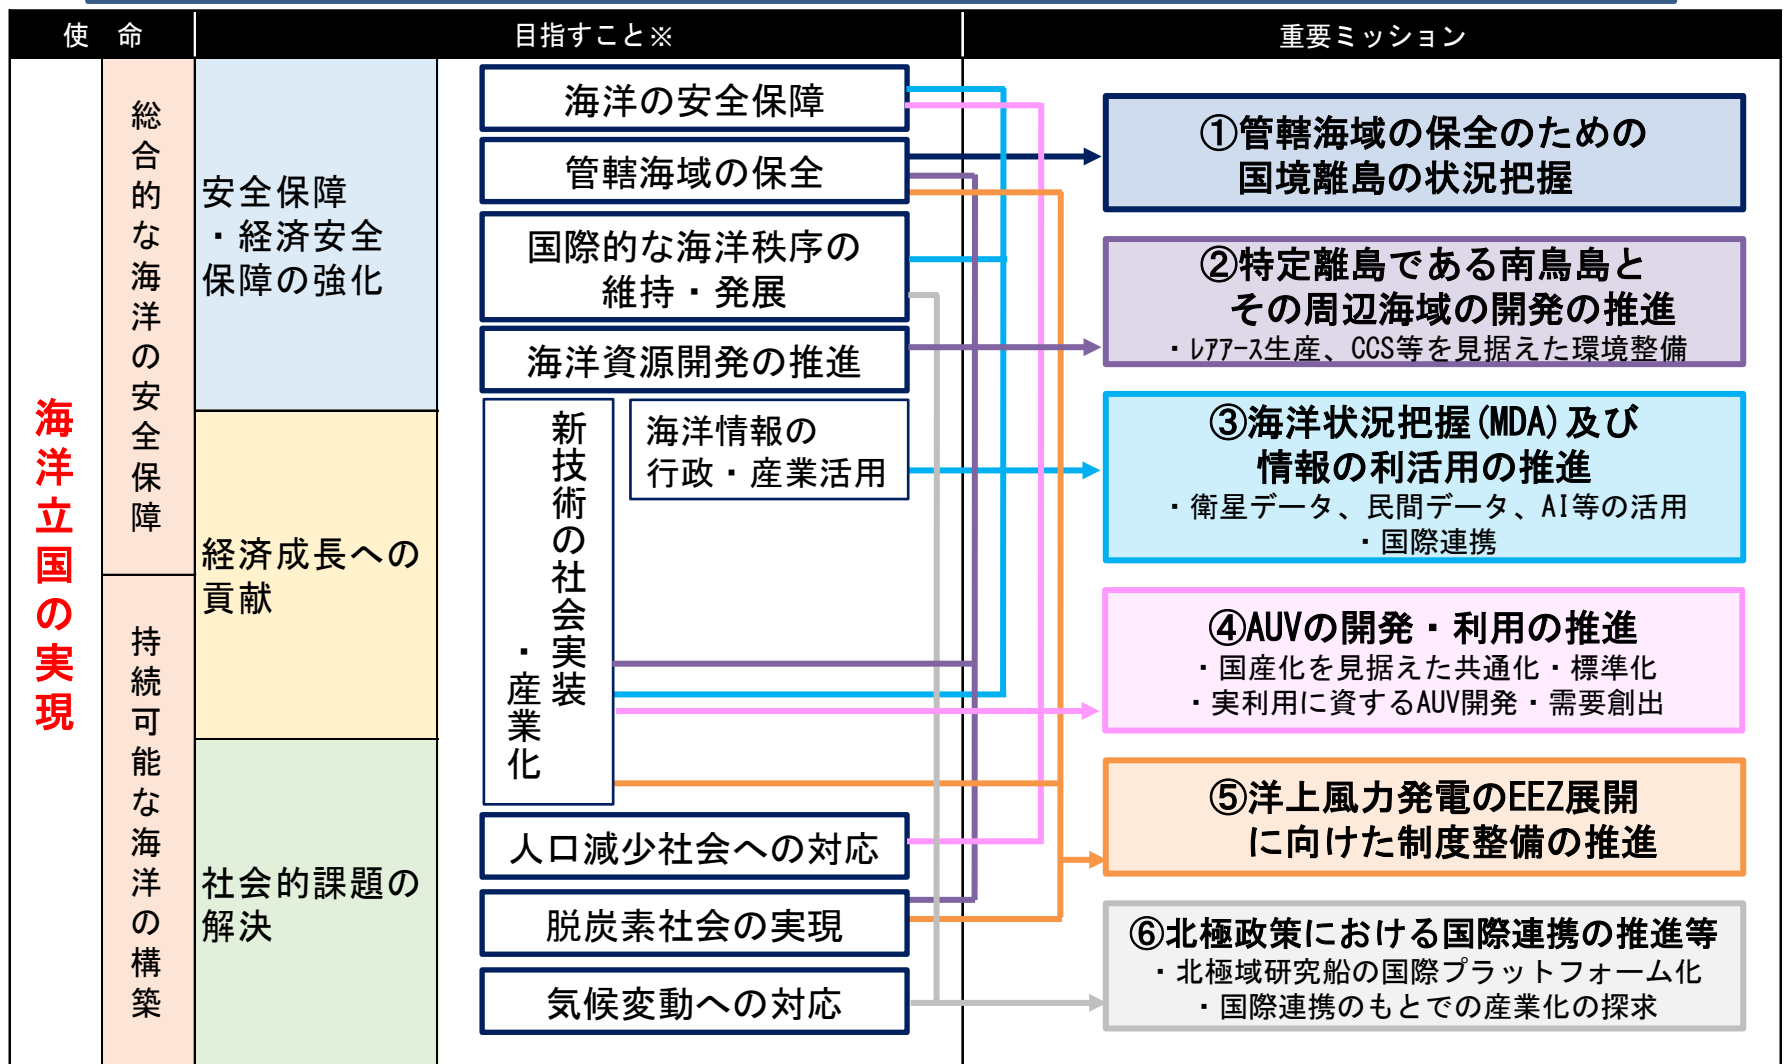 使 命
目指すこと※
重要ミッション
海洋立国の実現
総合的な海洋の安全保障
持続可能な海洋の構築
安全保障
・経済安全
保障の強化
経済成長への
貢献
社会的課題の
解決
海洋の安全保障
管轄海域の保全
国際的な海洋秩序の
維持・発展
海洋資源開発の推進
新技術の社会実装
・産業化
海洋情報の
行政・産業活用
人口減少社会への対応
脱炭素社会の実現
気候変動への対応
①管轄海域の保全のための
国境離島の状況把握
②特定離島である南鳥島と
その周辺海域の開発の推進
・ﾚｱｱｰｽ生産、CCS等を見据えた環境整備
③海洋状況把握(MDA)及び
情報の利活用の推進
・衛星データ、民間データ、AI等の活用
・国際連携
④AUVの開発・利用の推進
・国産化を見据えた共通化・標準化
・実利用に資するAUV開発・需要創出
⑤洋上風力発電のEEZ展開
に向けた制度整備の推進
⑥北極政策における国際連携の推進等
・北極域研究船の国際プラットフォーム化
・国際連携のもとでの産業化の探求